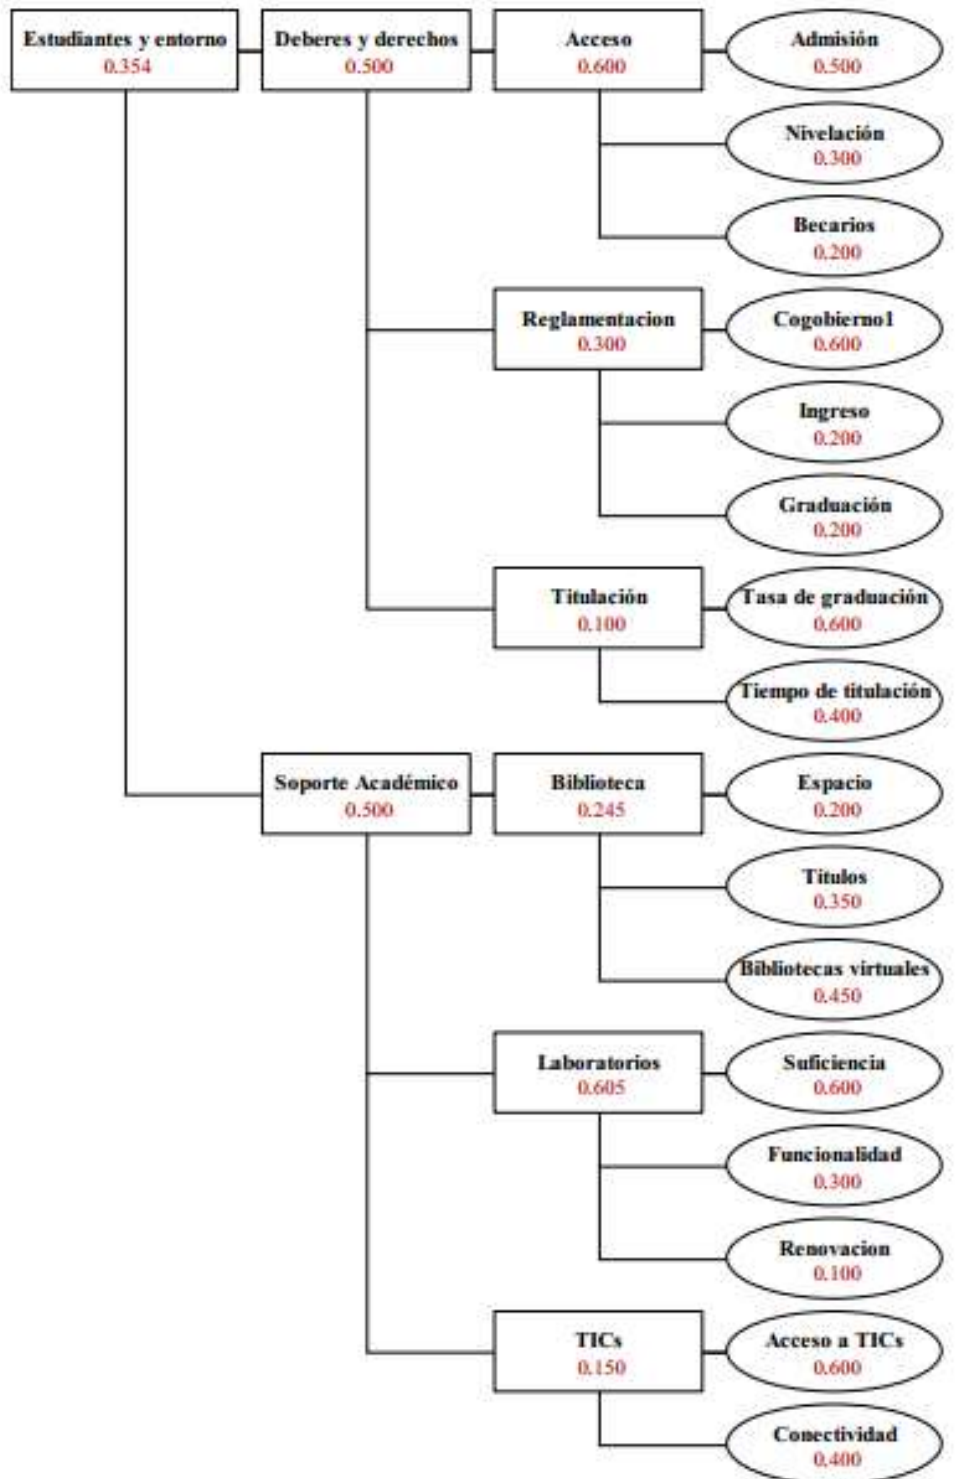 Estudiantes y entorno
0.354
Deberes y derechos
0.500
Acceso
0.600
Admisión
0.500
Nivelación
0.300
Becarios
0.200
Reglamentacion
0.300
Cogobierno1
0.600
Ingreso
0.200
Graduación
0.200
Titulación
0.100
Tasa de graduación
0.600
Tiempo de titulación
0.400
Soporte Académico
0.500
Biblioteca
0.245
Espacio
0.200
Títulos
0.350
Bibliotecas virtuales
0.450
Laboratorios
0.605
Suficiencia
0.600
Funcionalidad
0.300
Renovacion
0.100
TICs
0.150
Acceso a TICs
0.600
Conectividad
0.400